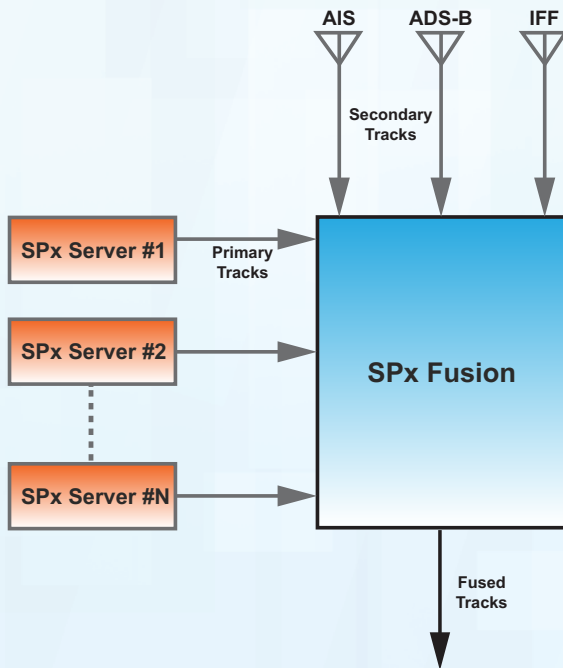 AIS
ADS-B
IFF
Secondary
Tracks
SPx Server #1
Primary
Tracks
SPx Server #2
SPx Fusion
SPx Server #N
Fused
Tracks